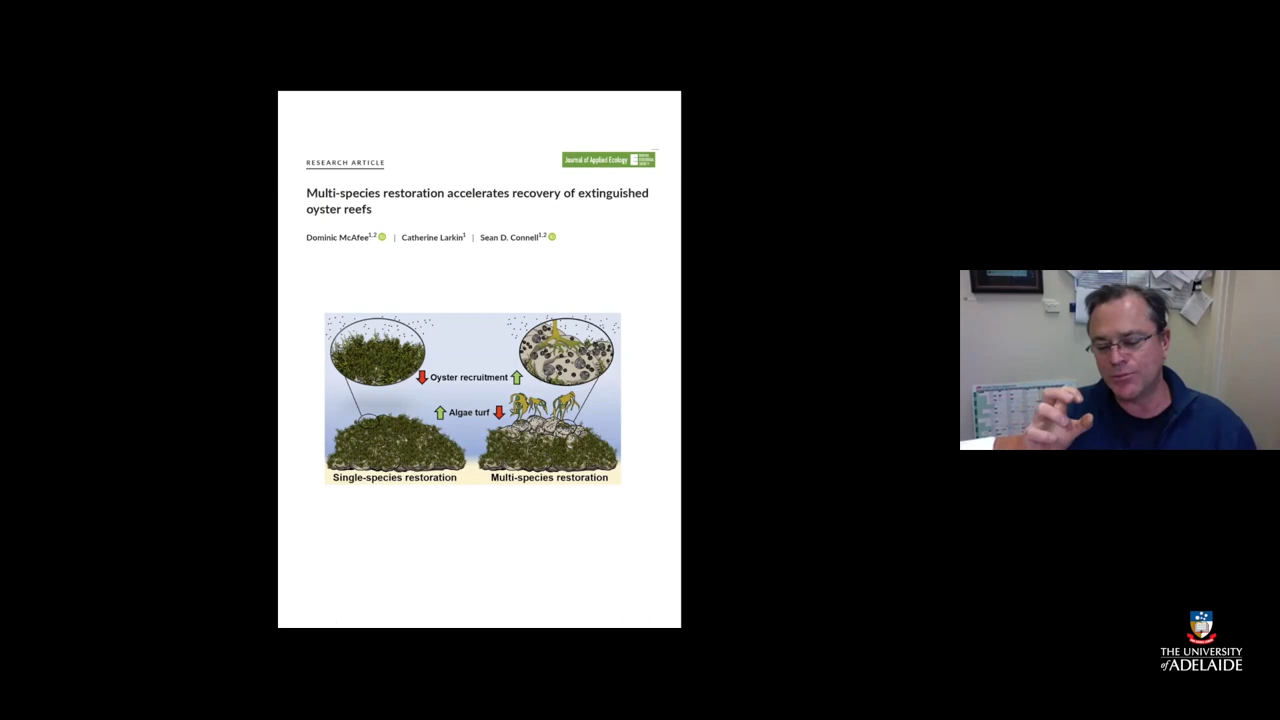 RESEARCH ARTICLE
Journal of Applied Ecology
Multi-species restoration accelerates recovery of extinguished
oyster reefs
Dominic McAfee1,2 | Catherine Larkin1 | Sean D. Connell1,2
Oyster recruitment
Algae turf
Single-species restoration
Multi-species restoration
THE UNIVERSITY
of ADELAIDE